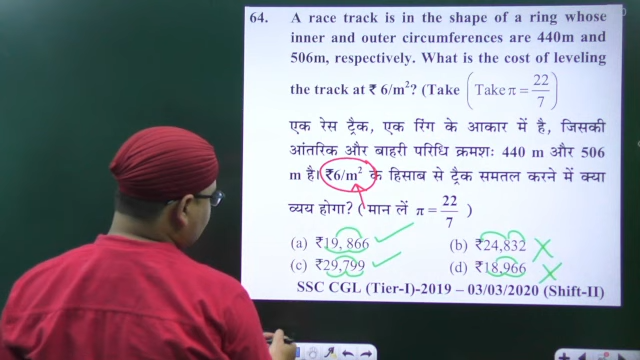 64. A race track is in the shape of a ring whose
inner and outer circumferences are 440m and
506m, respectively. What is the cost of leveling
the track at ₹ 6/m²? (Take (Take π = 22/7)
एक रेस ट्रैक, एक रिंग के आकार में है, जिसकी
आंतरिक और बाहरी परिधि क्रमशः 440 m और 506
m है। ₹6/m² के हिसाब से ट्रैक समतल करने में क्या
व्यय होगा? ( मान लें π = 22/7 )
(a) ₹19, 866 (b) ₹24,832
(c) ₹29,799 (d) ₹18,966
SSC CGL (Tier-I)-2019 – 03/03/2020 (Shift-II)